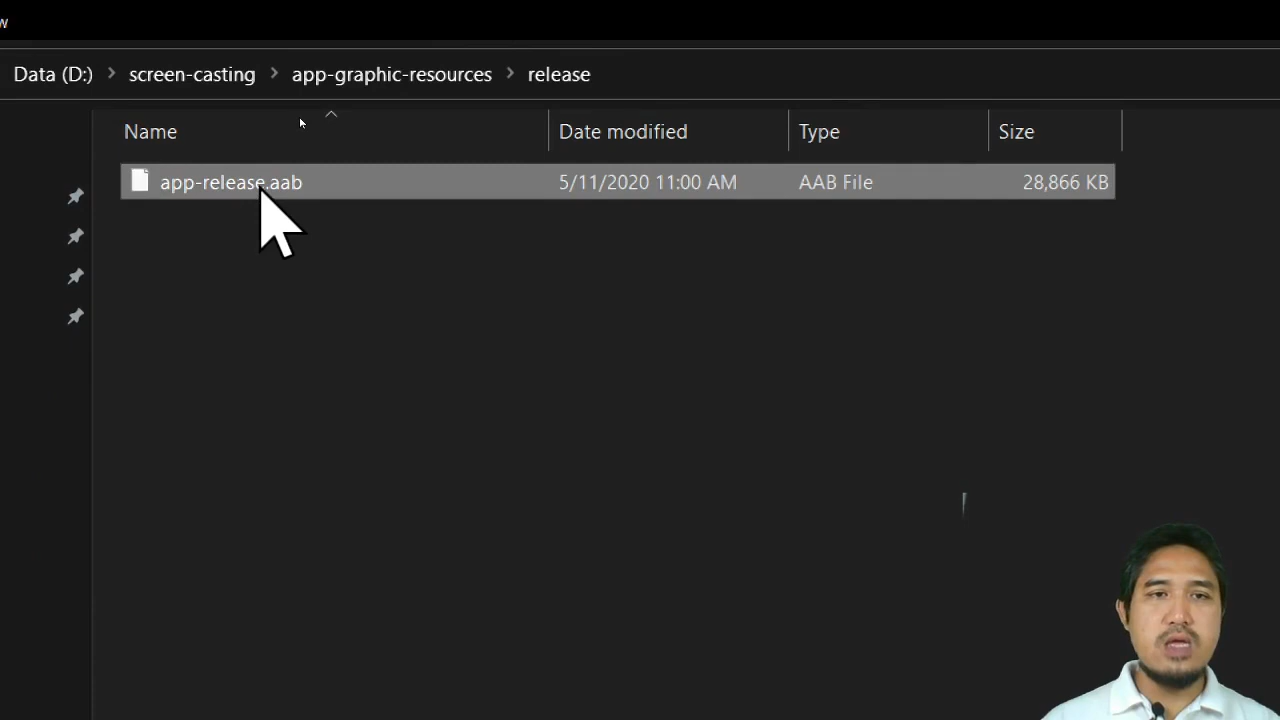 w
Data (D:) > screen-casting > app-graphic-resources > release
Name Date modified Type Size
app-release.aab 5/11/2020 11:00 AM AAB File 28,866 KB